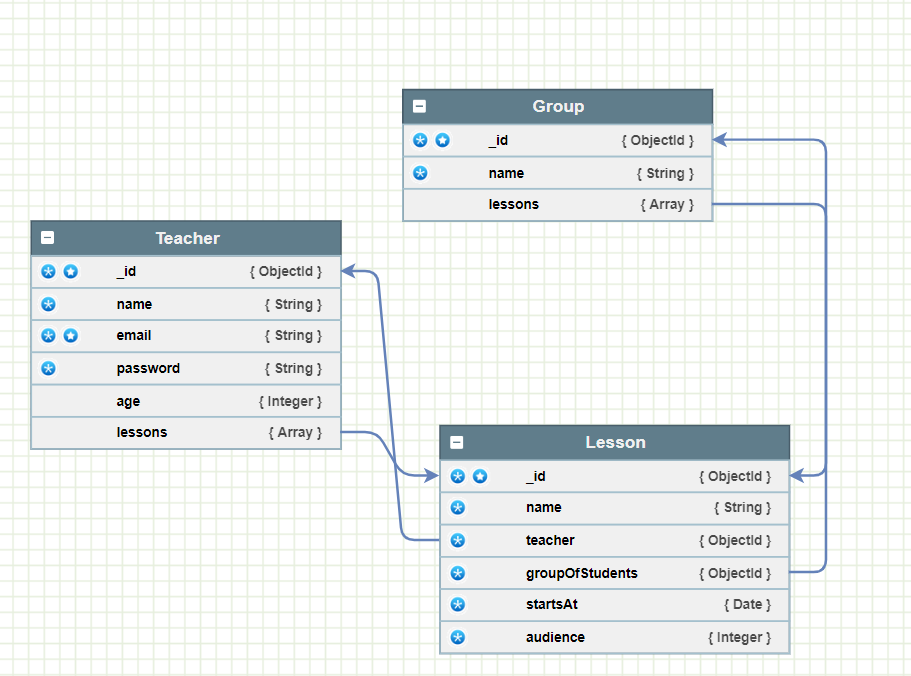 Group
_id { ObjectId }
name { String }
lessons { Array }
Teacher
_id { ObjectId }
name { String }
email { String }
password { String }
age { Integer }
lessons { Array }
Lesson
_id { ObjectId }
name { String }
teacher { ObjectId }
groupOfStudents { ObjectId }
startsAt { Date }
audience { Integer }